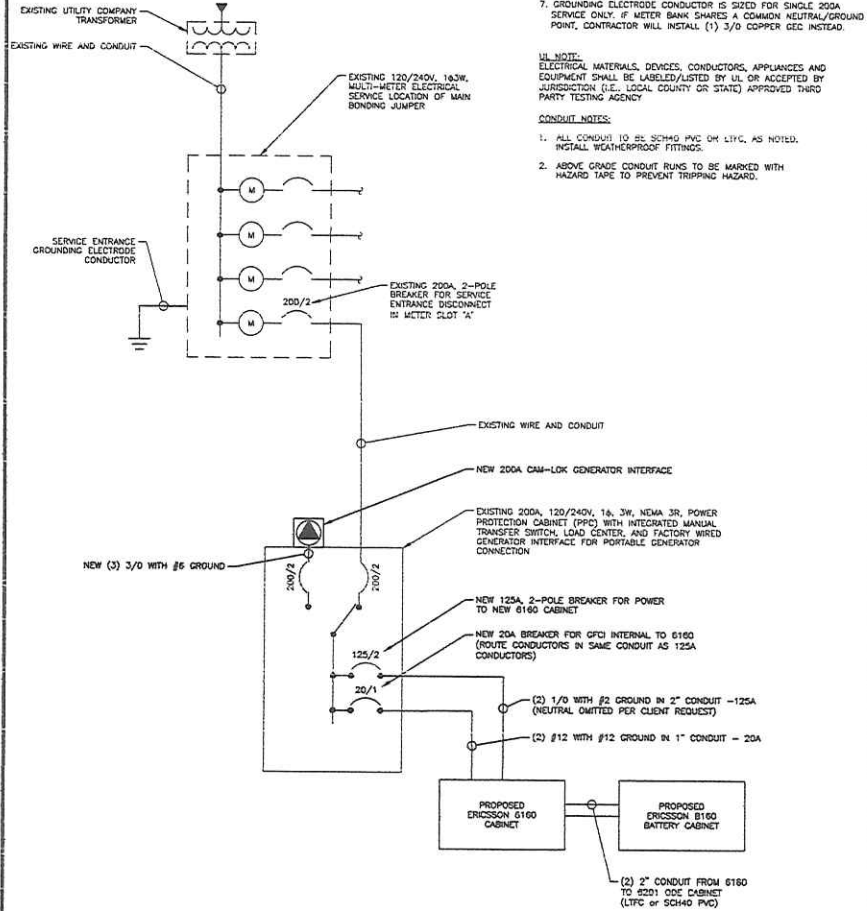 EXISTING UTILITY COMPANY
TRANSFORMER
EXISTING WIRE AND CONDUIT
EXISTING 120/240V, 1ϕ3W,
MULTI-METER ELECTRICAL
SERVICE LOCATION OF MAIN
BONDING JUMPER
7. GROUNDING ELECTRODE CONDUCTOR IS SIZED FOR SINGLE 200A
SERVICE ONLY. IF METER BANK SHARES A COMMON NEUTRAL/GROUND
POINT, CONTRACTOR WILL INSTALL (1) 3/0 COPPER GEC INSTEAD.
UL NOTE:
ELECTRICAL MATERIALS, DEVICES, CONDUCTORS, APPLIANCES AND
EQUIPMENT SHALL BE LABELED/LISTED BY UL OR ACCEPTED BY
JURISDICTION (I.E., LOCAL COUNTY OR STATE) APPROVED THIRD
PARTY TESTING AGENCY
CONDUIT NOTES:
1. ALL CONDUIT TO BE SCH40 PVC OR LTFC, AS NOTED.
INSTALL WEATHERPROOF FITTINGS.
2. ABOVE GRADE CONDUIT RUNS TO BE MARKED WITH
HAZARD TAPE TO PREVENT TRIPPING HAZARD.
M
M
M
M
200/2
SERVICE ENTRANCE
GROUNDING ELECTRODE
CONDUCTOR
EXISTING 200A, 2-POLE
BREAKER FOR SERVICE
ENTRANCE DISCONNECT
IN METER SLOT "A"
EXISTING WIRE AND CONDUIT
NEW 200A CAM-LOK GENERATOR INTERFACE
EXISTING 200A, 120/240V, 1ϕ, 3W, NEMA 3R, POWER
PROTECTION CABINET (PPC) WITH INTEGRATED MANUAL
TRANSFER SWITCH, LOAD CENTER, AND FACTORY WIRED
GENERATOR INTERFACE FOR PORTABLE GENERATOR
CONNECTION
NEW (3) 3/0 WITH #6 GROUND
200/2
200/2
NEW 125A, 2-POLE BREAKER FOR POWER
TO NEW 6160 CABINET
NEW 20A BREAKER FOR GFCI INTERNAL TO 6160
(ROUTE CONDUCTORS IN SAME CONDUIT AS 125A
CONDUCTORS)
125/2
20/1
(2) 1/0 WITH #2 GROUND IN 2" CONDUIT -125A
(NEUTRAL OMITTED PER CLIENT REQUEST)
(2) #12 WITH #12 GROUND IN 1" CONDUIT - 20A
PROPOSED
ERICSSON 6160
CABINET
PROPOSED
ERICSSON B160
BATTERY CABINET
(2) 2" CONDUIT FROM 6160
TO 6201 ODE CABINET
(LTFC or SCH40 PVC)